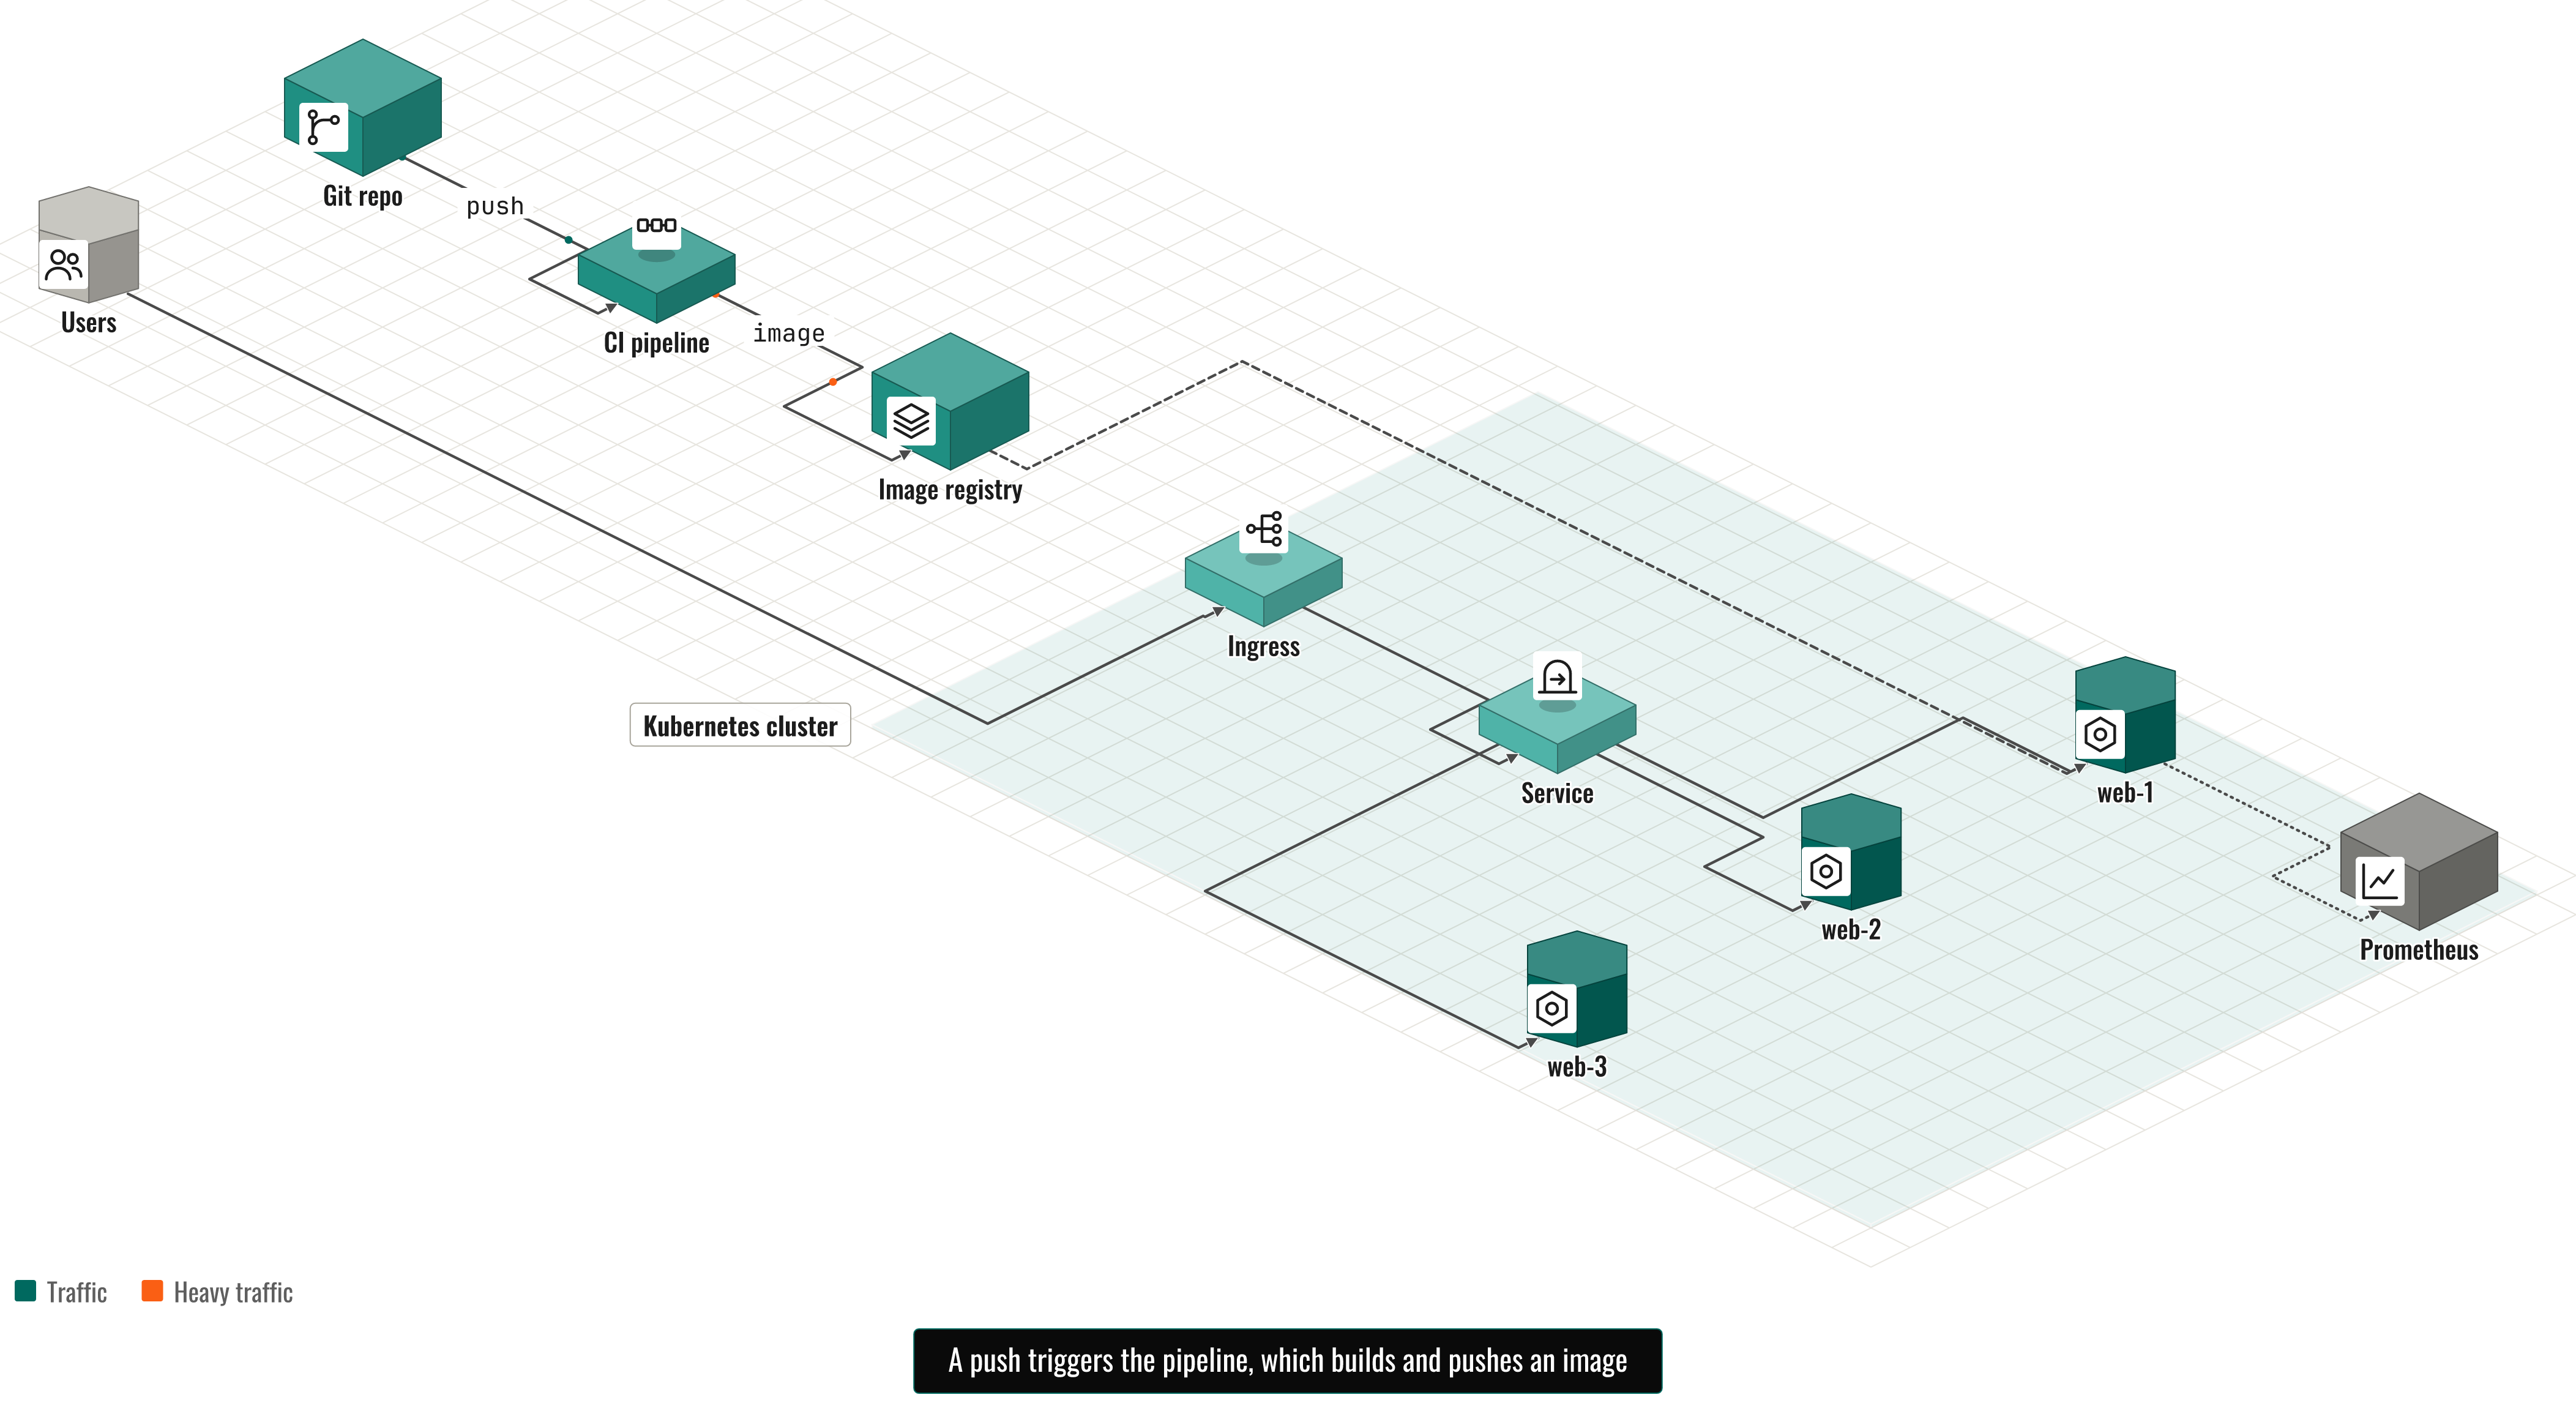 Git repo
push
Users
CI pipeline
image
Image registry
Ingress
Kubernetes cluster
Service
web-1
web-2
Prometheus
web-3
Traffic
Heavy traffic
A push triggers the pipeline, which builds and pushes an image